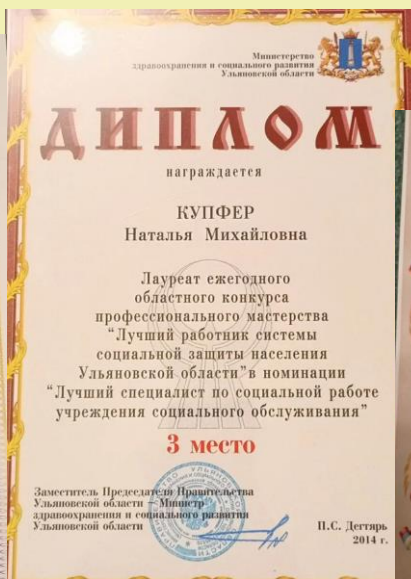 Министерство
здравоохранения и социального развития
Ульяновской области
ДИПЛОМ
награждается
КУПФЕР
Наталья Михайловна
Лауреат ежегодного
областного конкурса
профессионального мастерства
"Лучший работник системы
социальной защиты населения
Ульяновской области"в номинации
"Лучший специалист по социальной работе
учреждения социального обслуживания"
3 место
Заместитель Председателя Правительства
Ульяновской области – Министр
здравоохранения и социального развития
Ульяновской области
П.С. Дегтярь
2014 г.